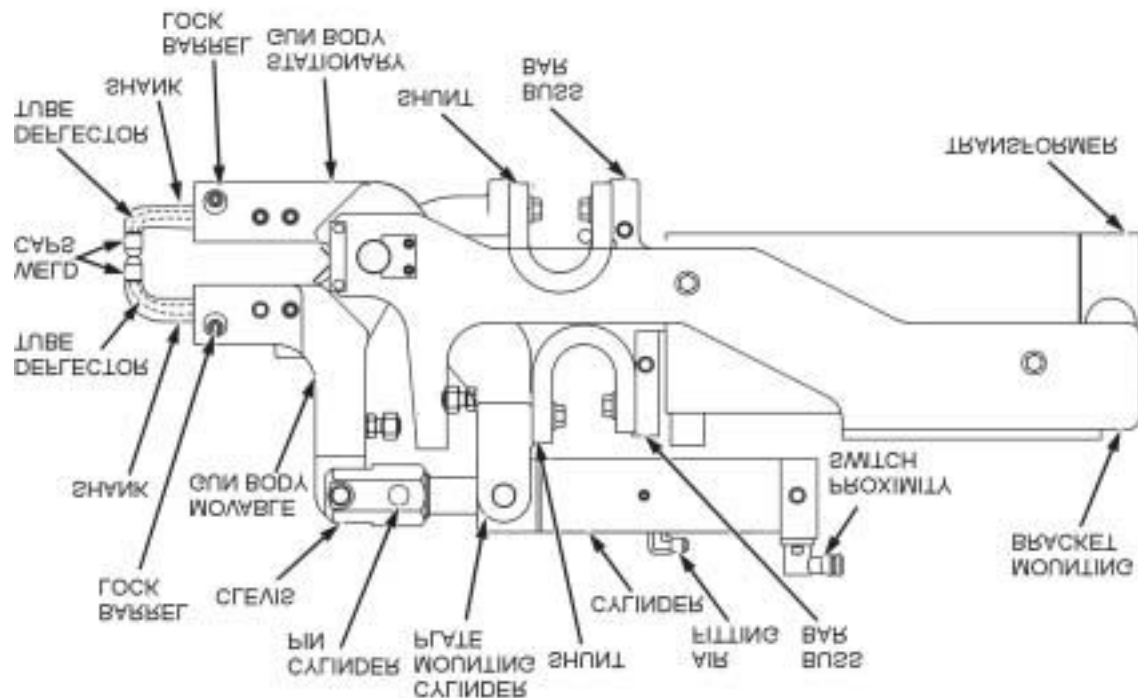 BARREL
LOCK
CLEVIS
CYLINDER
PIN
CYLINDER
MOUNTING
PLATE
SHUNT
CYLINDER
AIR
FITTING
BUSS
BAR
MOUNTING
BRACKET
SHANK
MOVABLE
GUN BODY
PROXIMITY
SWITCH
DEFLECTOR
TUBE
WELD
CAPS
DEFLECTOR
TUBE
SHANK
BARREL
LOCK
STATIONARY
GUN BODY
SHUNT
BUSS
BAR
TRANSFORMER